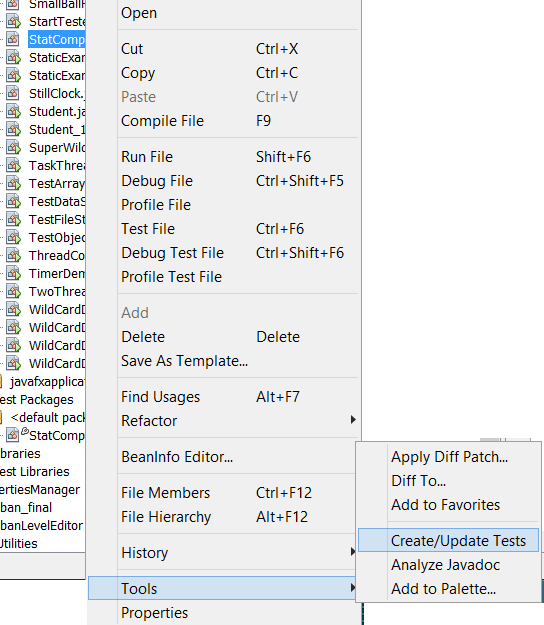 SmallBall
StartTeste
StatComp
StaticExar
StaticExar
StillClock.j
Student.ja
Student_1
SuperWild
TaskThrea
TestArray
TestDataS
TestFileSt
TestObjec
ThreadCo
TimerDem
TwoThrea
WildCardD
WildCardD
WildCardD
WildCardD
javafxapplicat
est Packages
<default pack
StatComp
braries
est Libraries
ertiesManager
ban_final
banLevelEditor
Utilities
Open
Cut Ctrl+X
Copy Ctrl+C
Paste Ctrl+V
Compile File F9
Run File Shift+F6
Debug File Ctrl+Shift+F5
Profile File
Test File Ctrl+F6
Debug Test File Ctrl+Shift+F6
Profile Test File
Add
Delete Delete
Save As Template...
Find Usages Alt+F7
Refactor
BeanInfo Editor...
File Members Ctrl+F12
File Hierarchy Alt+F12
History
Tools
Properties
Apply Diff Patch...
Diff To...
Add to Favorites
Create/Update Tests
Analyze Javadoc
Add to Palette...